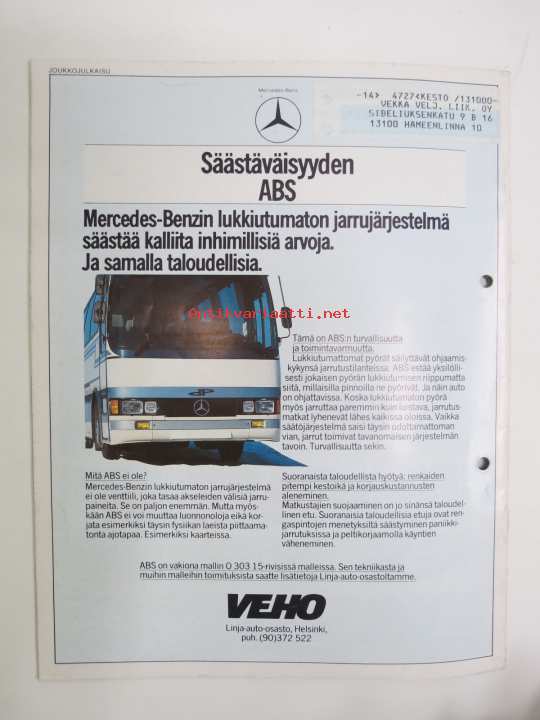 JOUKKOJULKAISU
-14> 4727<KESTO /131000-
VEKKA VELJ. LIIK. OY
SIBELIUKSENKATU 9 B 16
13100 HÄMEENLINNA 10
Mercedes-Benz
Säästäväisyyden
ABS
Mercedes-Benzin lukkiutumaton jarrujärjestelmä
säästää kalliita inhimillisiä arvoja.
Ja samalla taloudellisia.
Antikvariaatti.net
Tämä on ABS:n turvallisuutta
ja toimintavarmuutta:
Lukkiutumattomat pyörät säilyttävät ohjaamis-
kykynsä jarrutustilanteissa. ABS estää yksilölli-
sesti jokaisen pyörän lukkiutumisen riippumatta
siitä, millaisilla pinnoilla ne pyörivät. Ja näin auto
on ohjattavissa. Koska lukkiutumaton pyörä
myös jarruttaa paremmin kuin luistava, jarrutus-
matkat lyhenevät lähes kaikissa oloissa. Vaikka
säätöjärjestelmä saisi täysin odottamattoman
vian, jarrut toimivat tavanomaisen järjestelmän
tavoin. Turvallisuutta sekin.
Mitä ABS ei ole?
Mercedes-Benzin lukkiutumaton jarrujärjestelmä
ei ole venttiili, joka tasaa akseleiden välisiä jarru-
paineita. Se on paljon enemmän. Mutta myös-
kään ABS ei voi muuttaa luonnonoloja eikä kor-
jata esimerkiksi täysin fysiikan laeista piittaama-
tonta ajotapaa. Esimerkiksi kaarteissa.
Suoranaista taloudellista hyötyä: renkaiden
pitempi kestoikä ja korjauskustannusten
aleneminen.
Matkustajien suojaaminen on jo sinänsä taloudel-
linen etu. Suoranaisia taloudellisia etuja ovat ren-
gaspintojen menetyksiltä säästyminen paniikki-
jarrutuksissa ja peltikorjaamolla käyntien
väheneminen.
ABS on vakiona mallin O 303 15-rivisissä malleissa. Sen tekniikasta ja
muihin malleihin toimituksista saatte lisätietoja Linja-auto-osastoltamme.
VEHO
Linja-auto-osasto, Helsinki,
puh. (90)372 522